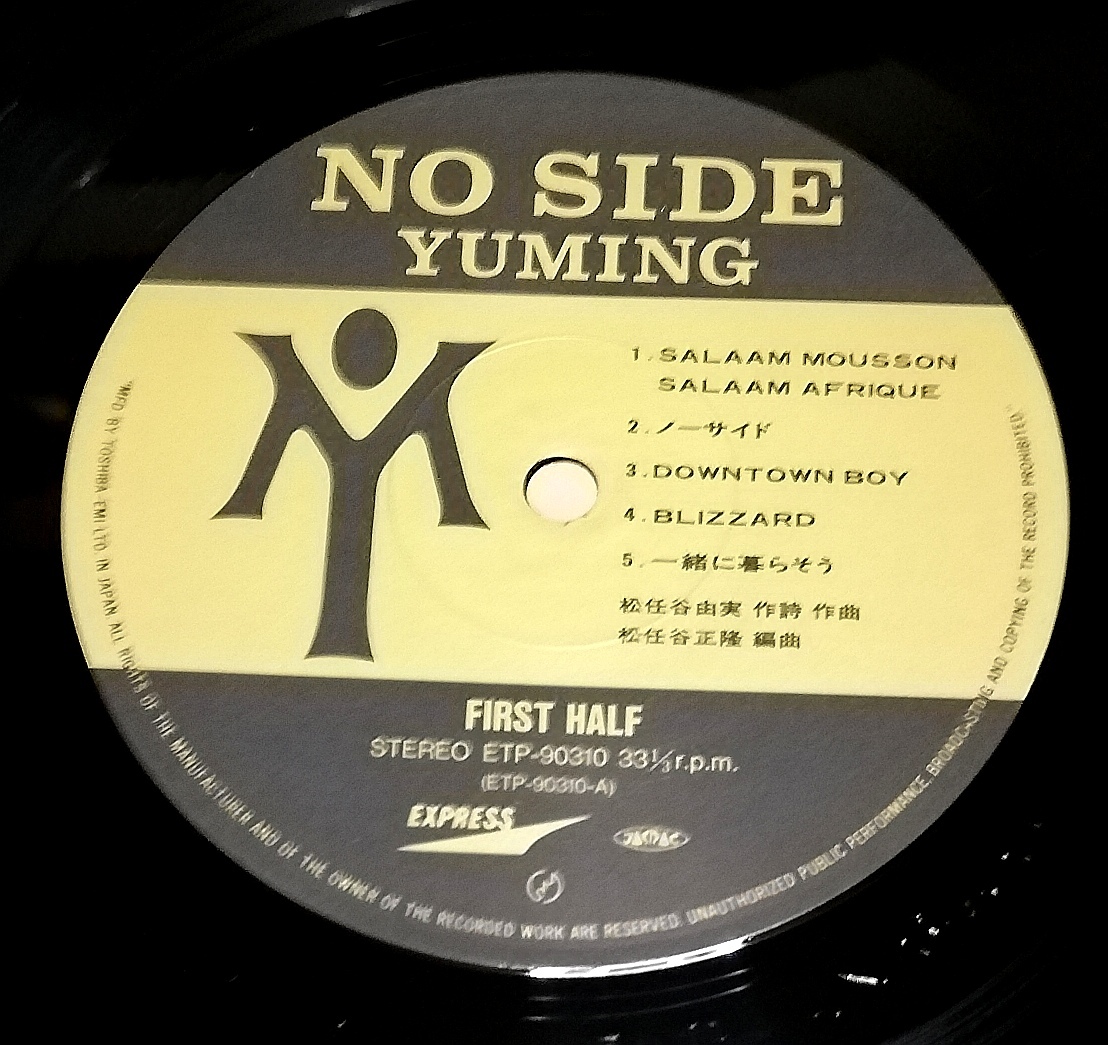 NO SIDE
YUMING
1. SALAAM MOUSSON
SALAAM AFRIQUE
2. ノーサイド
3. DOWNTOWN BOY
4. BLIZZARD
5. 一緒に暮らそう
松任谷由実 作詩 作曲
松任谷正隆 編曲
FIRST HALF
STEREO ETP-90310 33⅓ r.p.m.
(ETP-90310-A)
EXPRESS
JASRAC
"MFD BY TOSHIBA EMI LTD. IN JAPAN ALL RIGHTS OF THE MANUFACTURER AND OF THE OWNER OF THE RECORDED WORK ARE RESERVED. UNAUTHORIZED PUBLIC PERFORMANCE, BROADCASTING AND COPYING OF THE RECORD PROHIBITED."